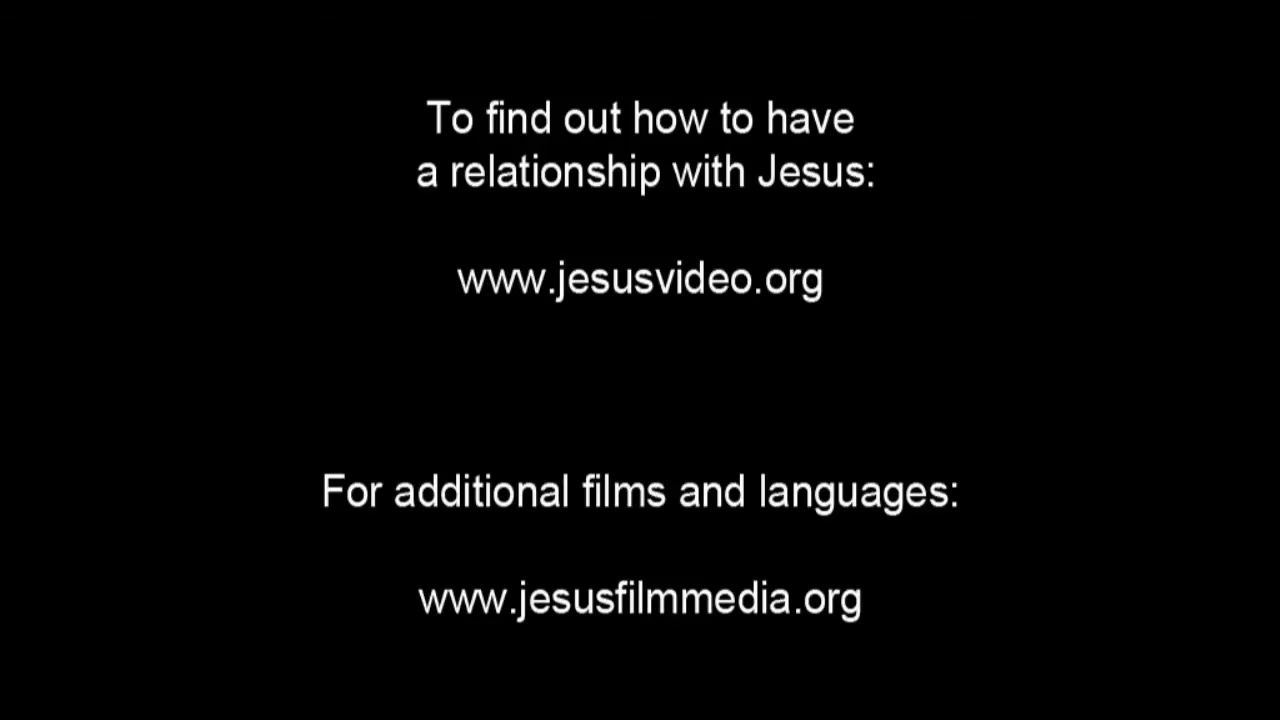 To find out how to have
a relationship with Jesus:
www.jesusvideo.org
For additional films and languages:
www.jesusfilmmedia.org